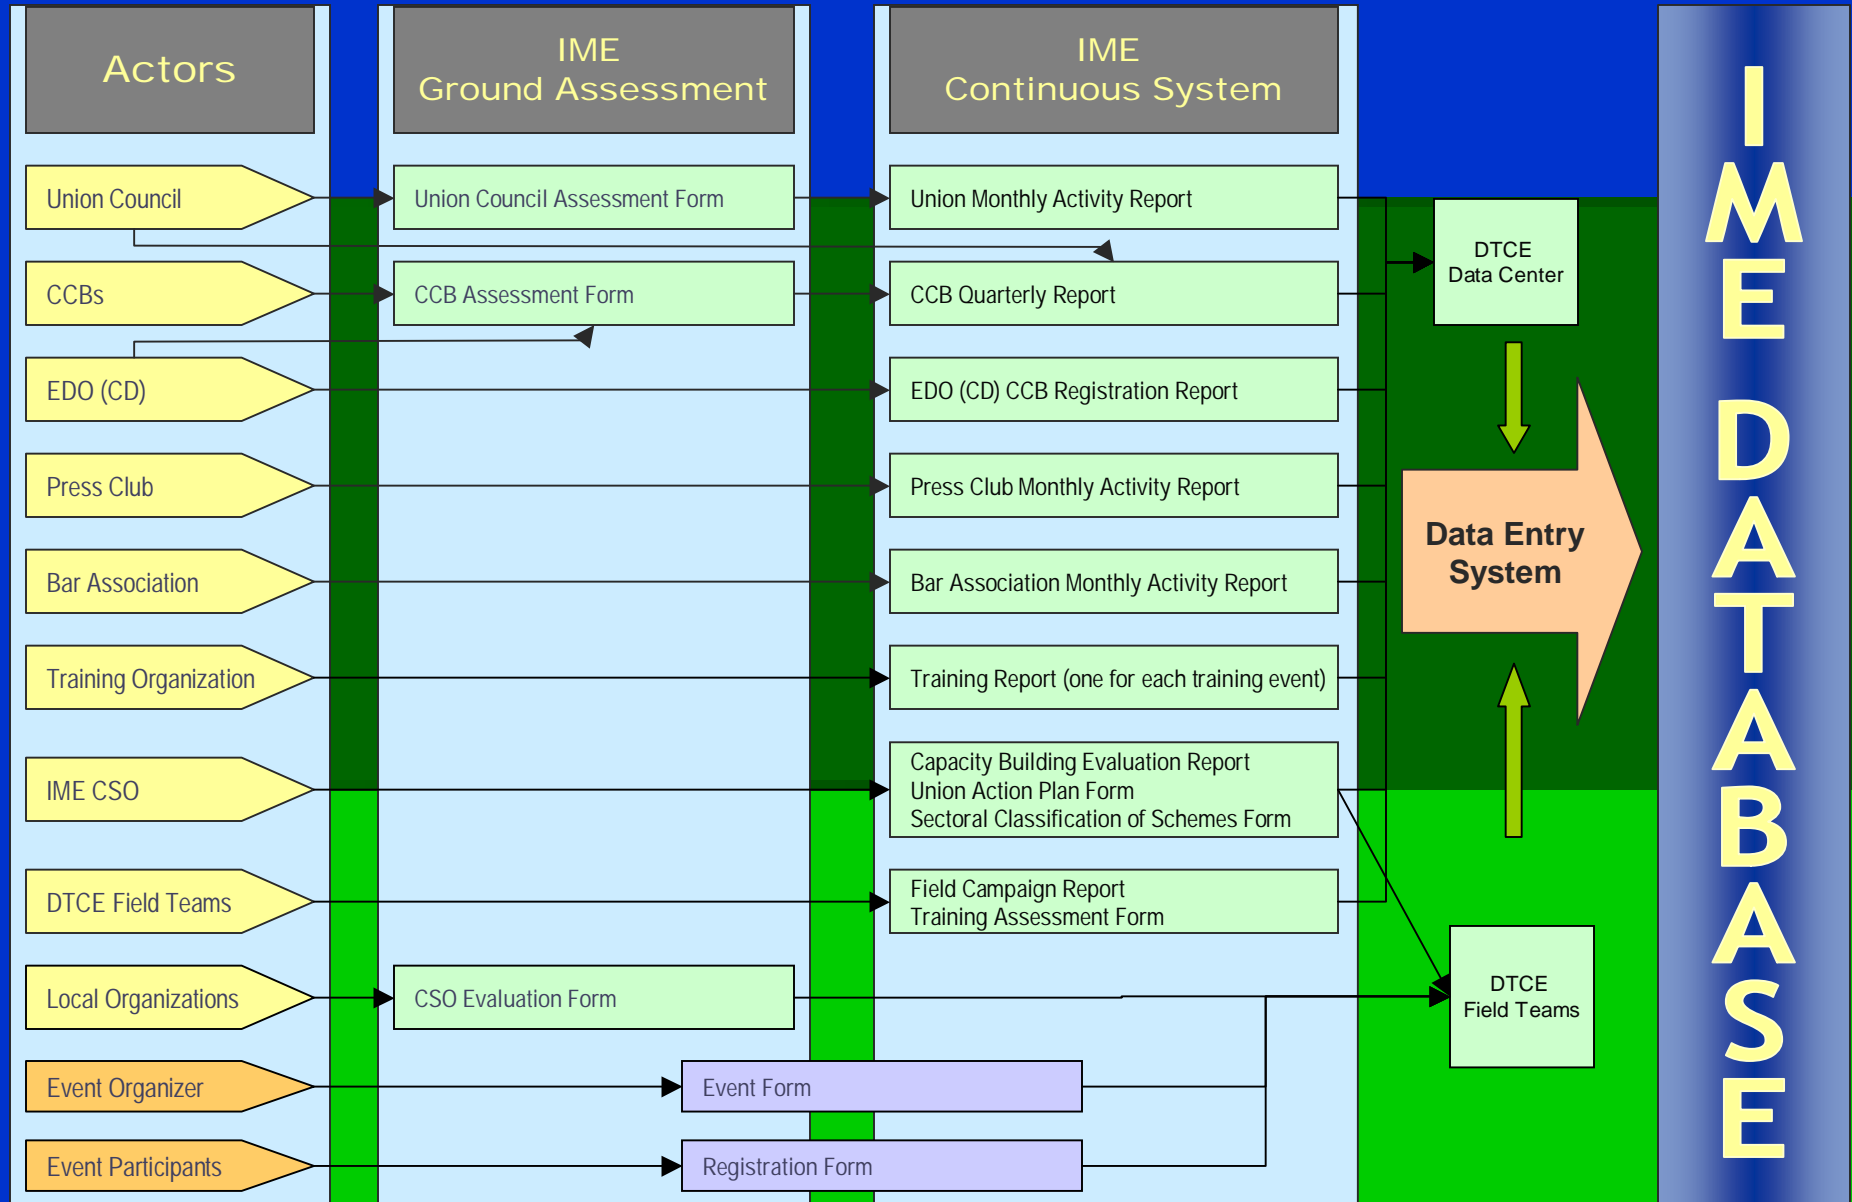 Actors
IME
Ground Assessment
IME
Continuous System
Union Council
Union Council Assessment Form
Union Monthly Activity Report
CCBs
CCB Assessment Form
CCB Quarterly Report
EDO (CD)
EDO (CD) CCB Registration Report
Press Club
Press Club Monthly Activity Report
Bar Association
Bar Association Monthly Activity Report
Training Organization
Training Report (one for each training event)
IME CSO
Capacity Building Evaluation Report
Union Action Plan Form
Sectoral Classification of Schemes Form
DTCE Field Teams
Field Campaign Report
Training Assessment Form
Local Organizations
CSO Evaluation Form
Event Organizer
Event Form
Event Participants
Registration Form
DTCE
Data Center
Data Entry
System
DTCE
Field Teams
IME DATABASE